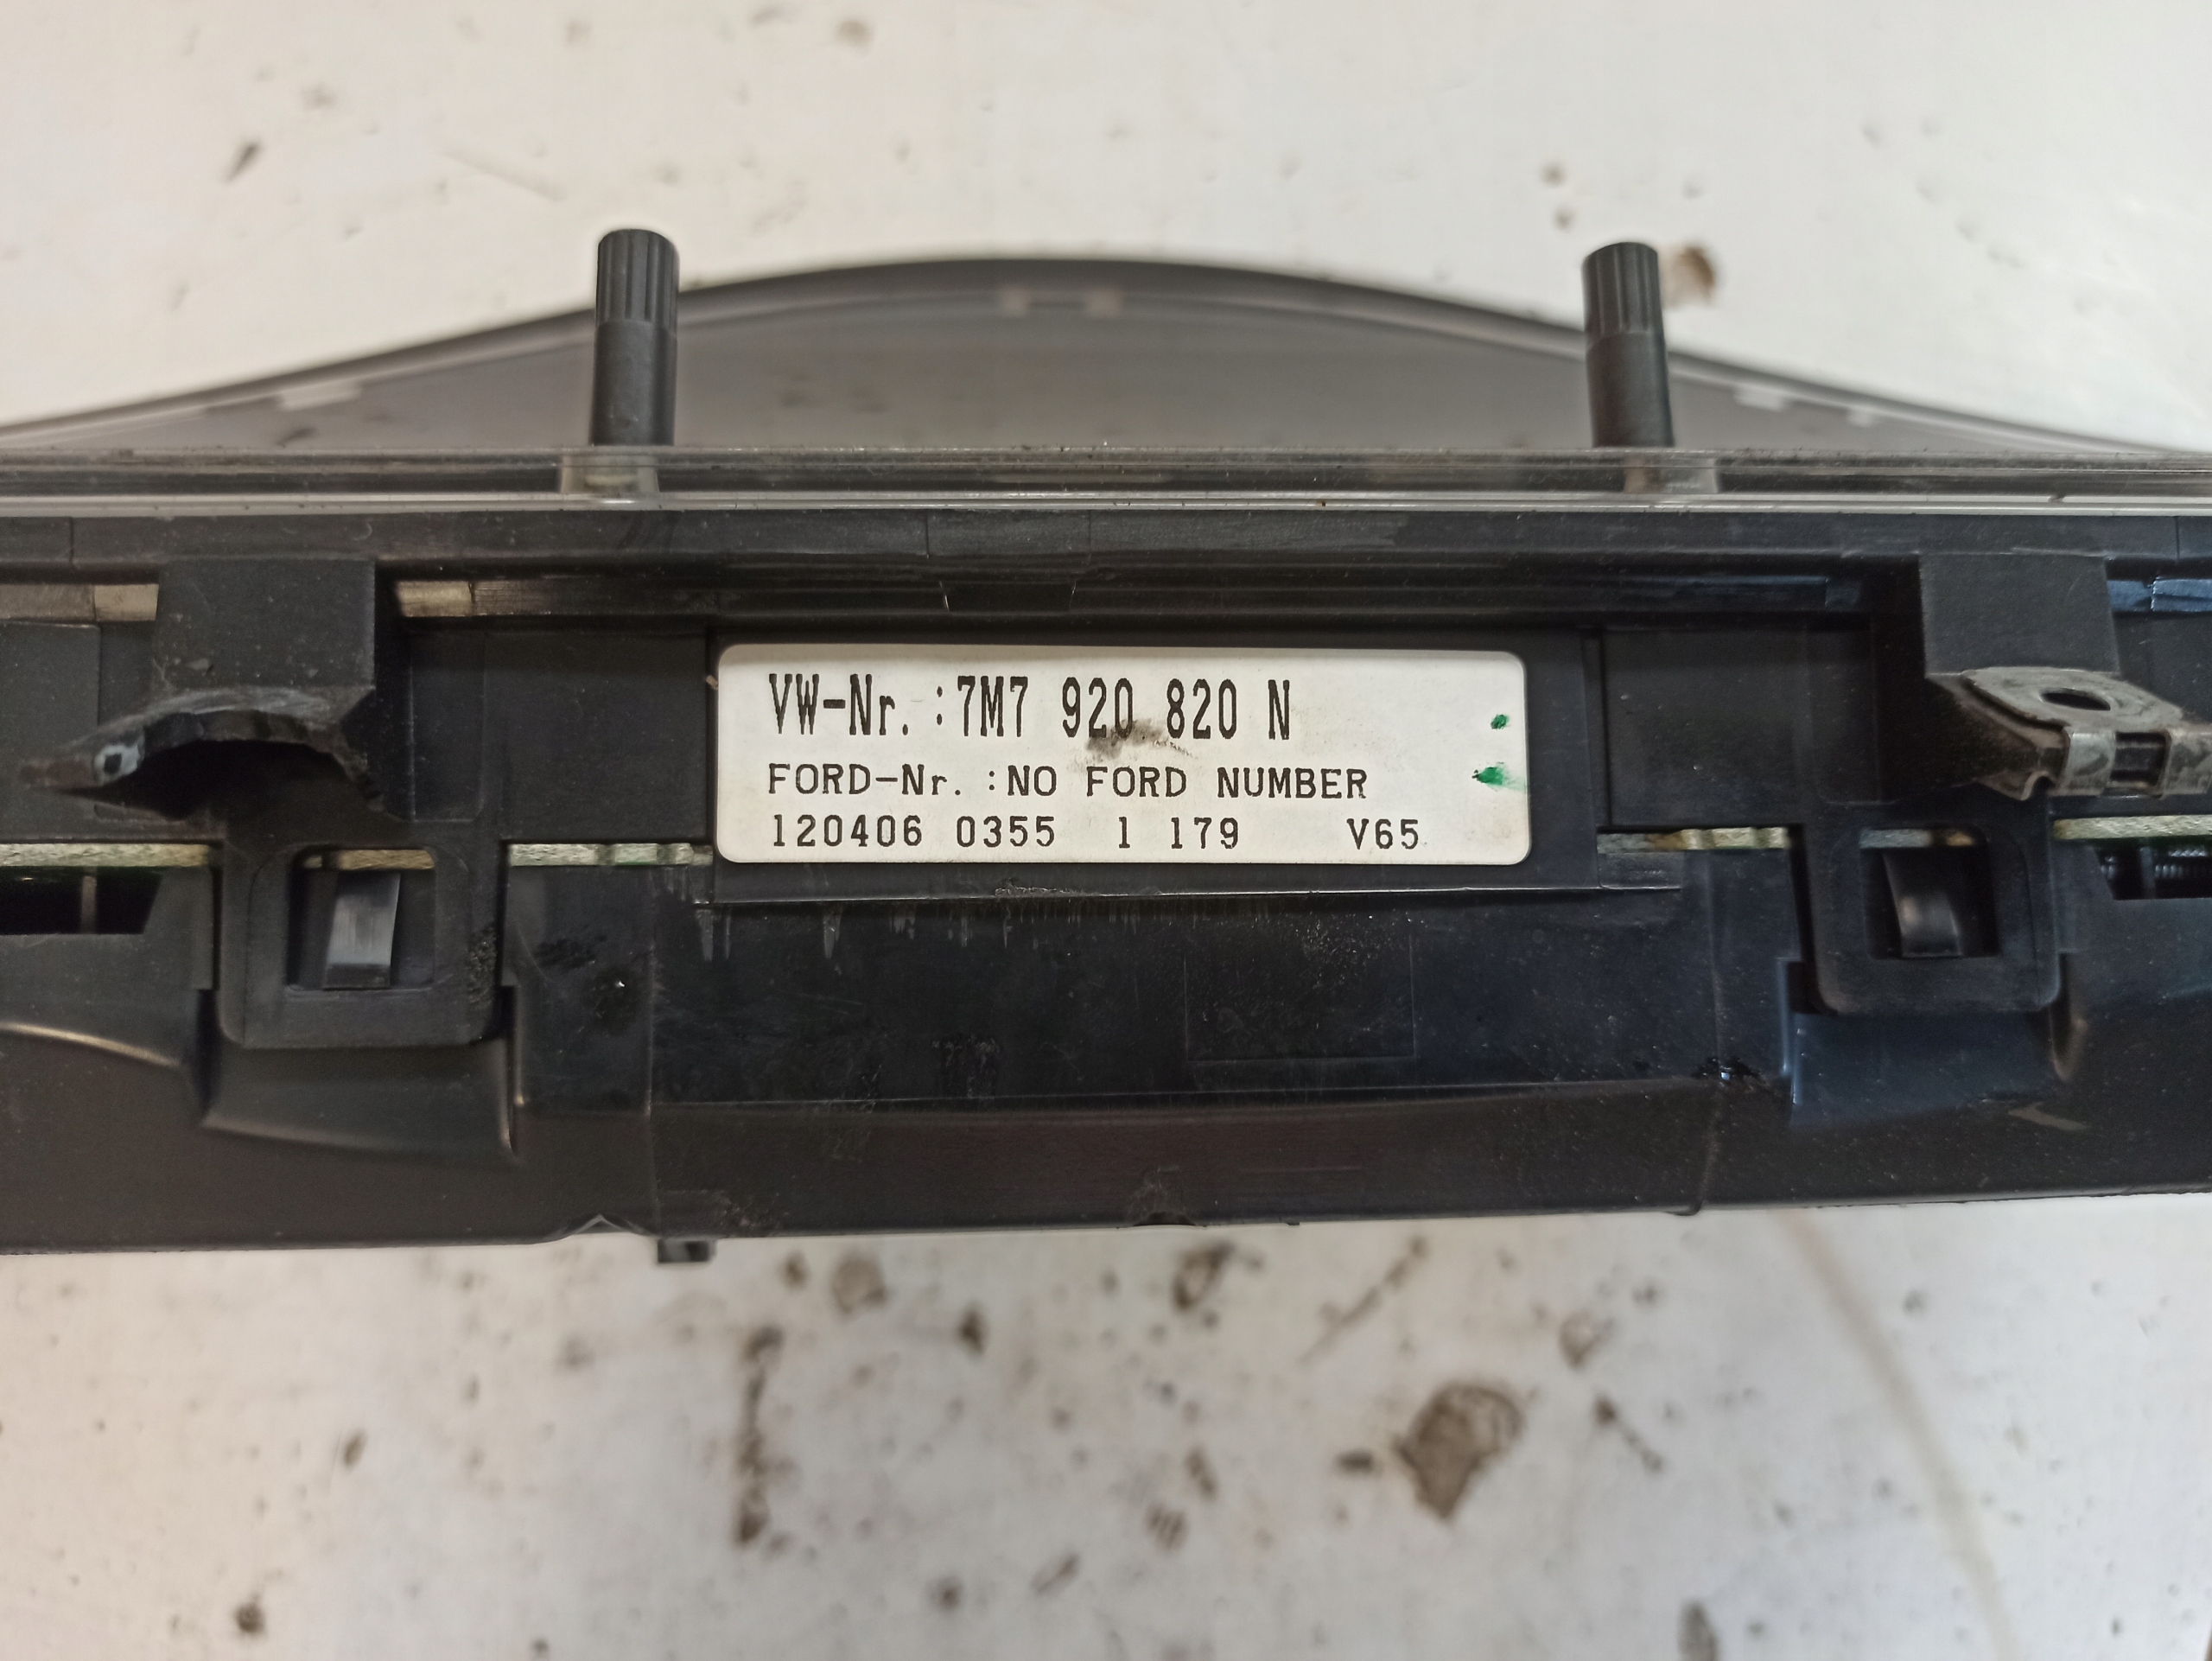 VW-Nr. :7M7 920 820 N
FORD-Nr. :NO FORD NUMBER
120406 0355 1 179 V65